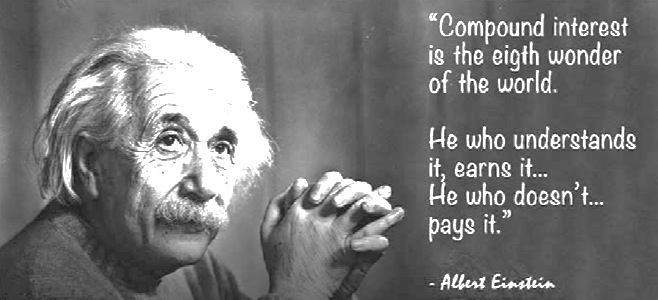 “Compound interest
is the eigth wonder
of the world.
He who understands
it, earns it...
He who doesn’t...
pays it.”
- Albert Einstein